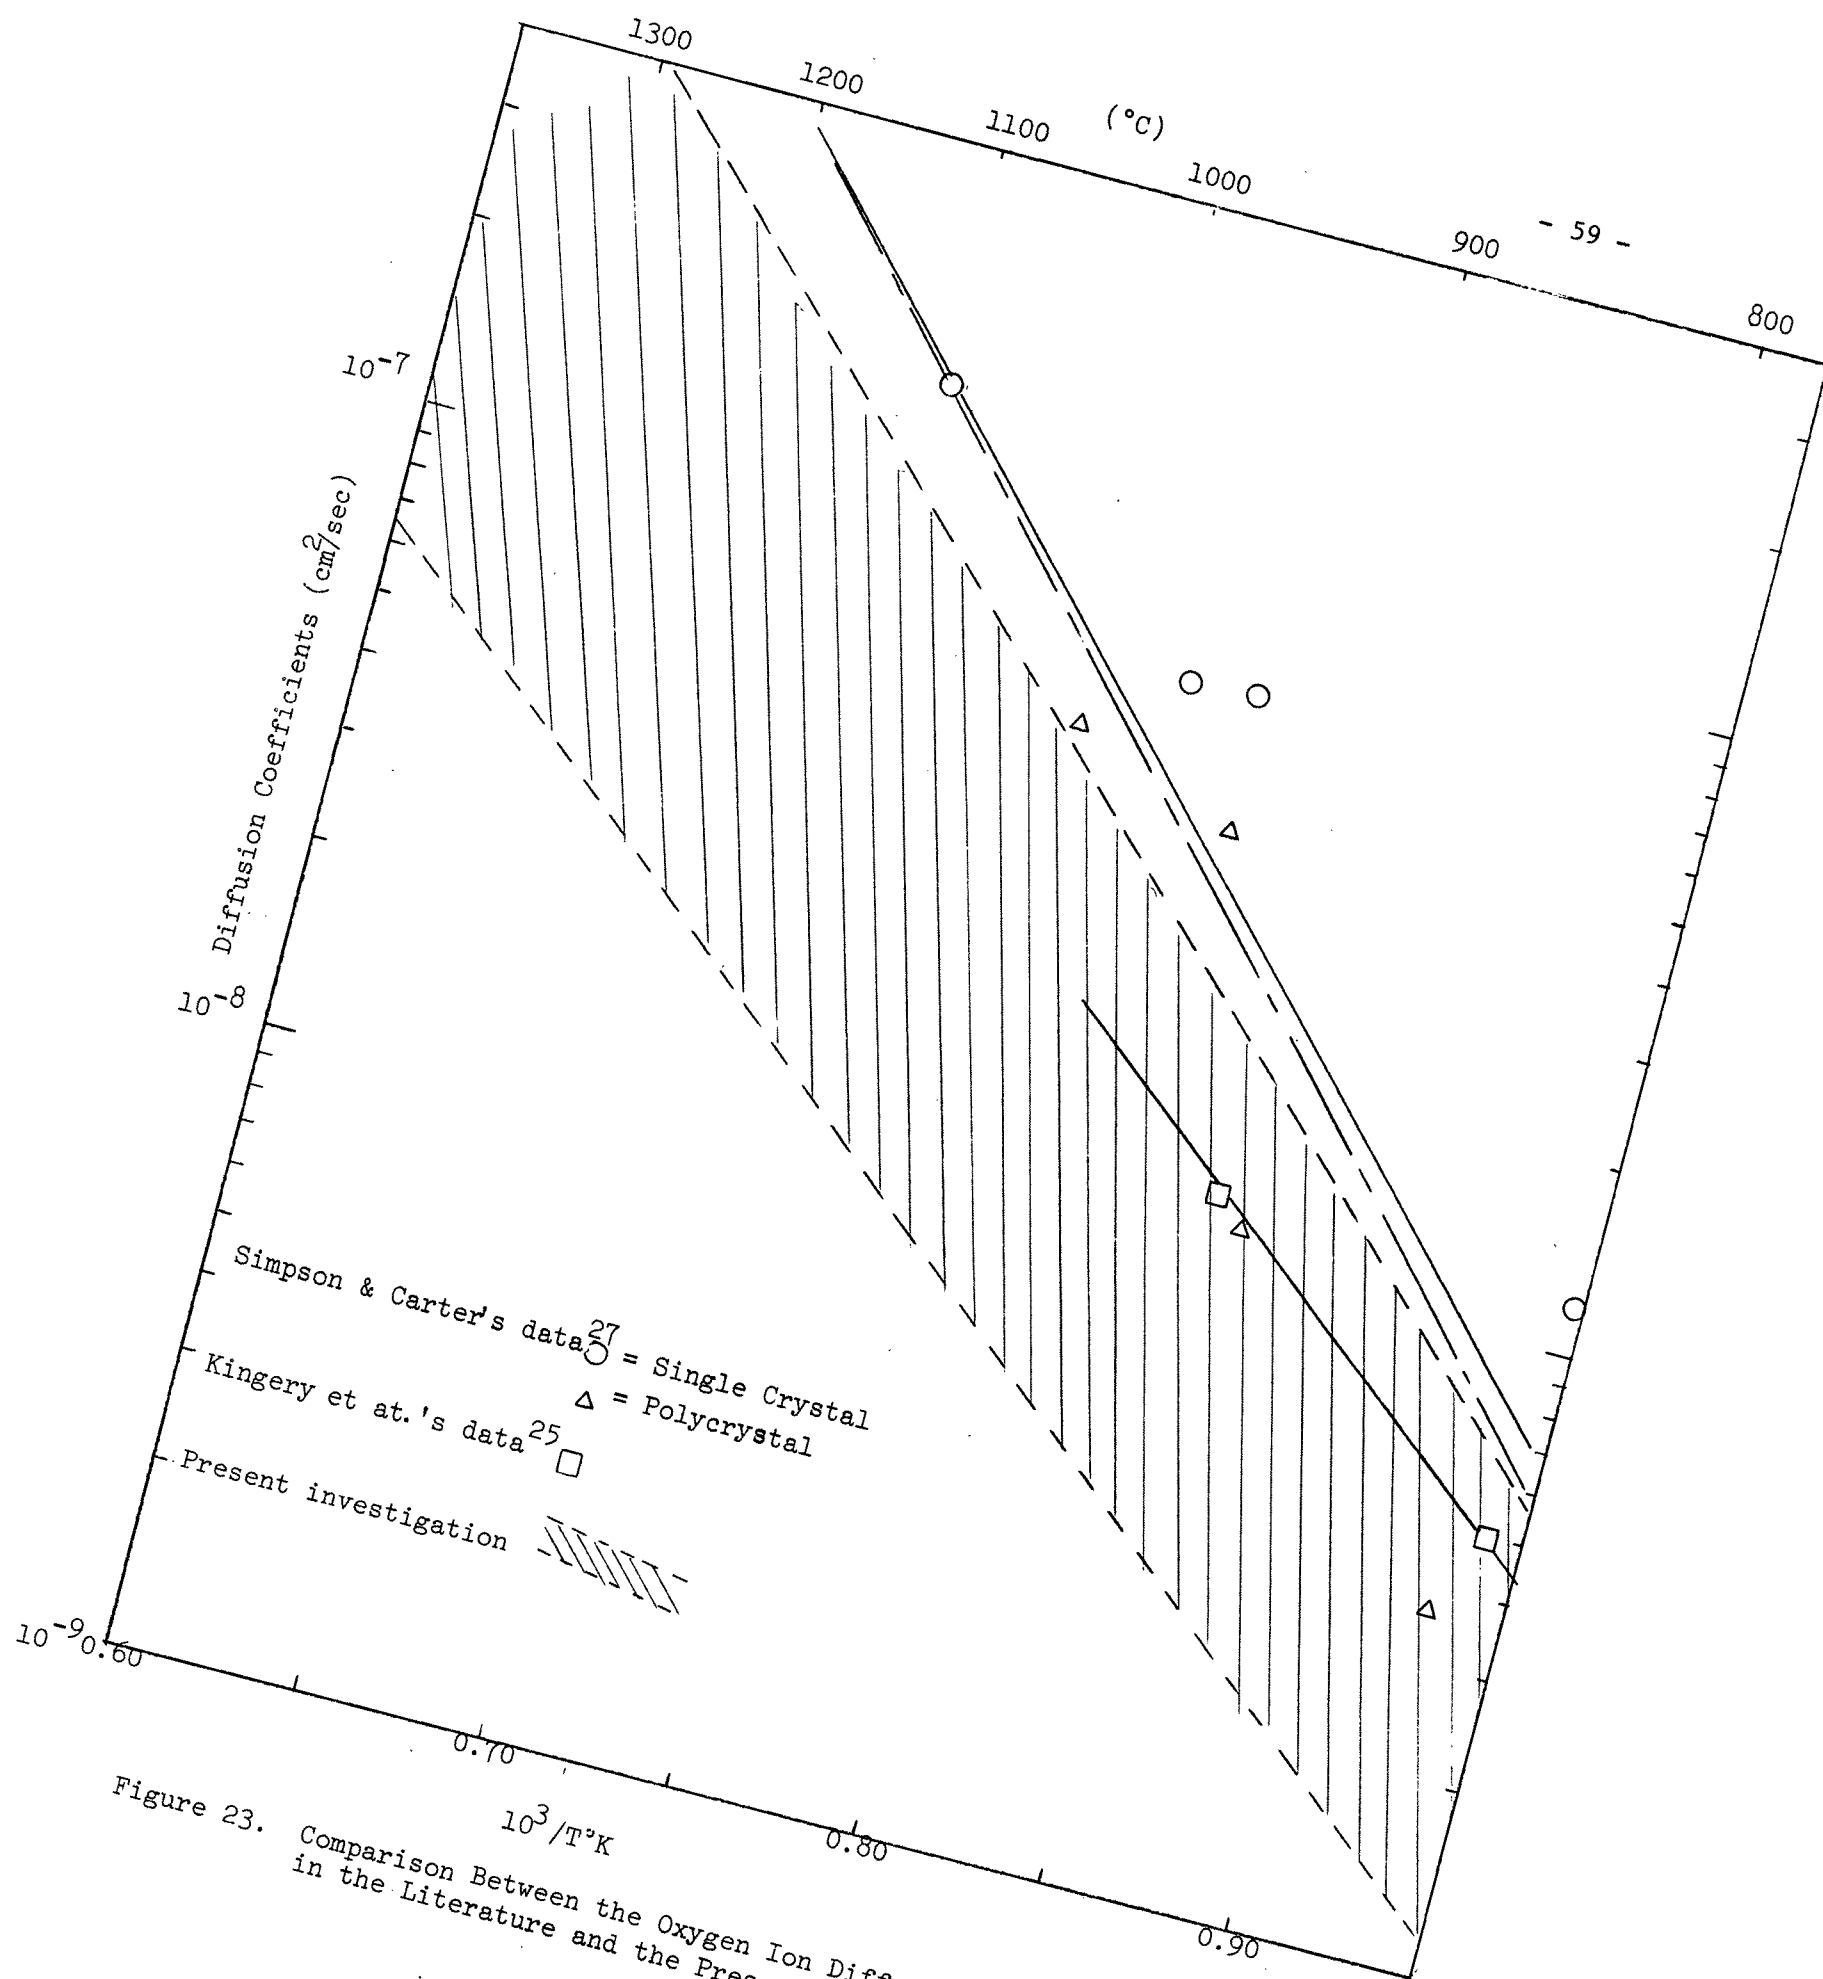 - 59 -
1300
1200
1100
(°C)
1000
900
800
10-7
Diffusion Coefficients (cm2/sec)
10-8
Simpson & Carter's data27 = Single Crystal
= Polycrystal
Kingery et at.'s data25
Present investigation
10-9
0.60
0.70
0.80
0.90
103/T°K
Figure 23. Comparison Between the Oxygen Ion
in the Literature and the